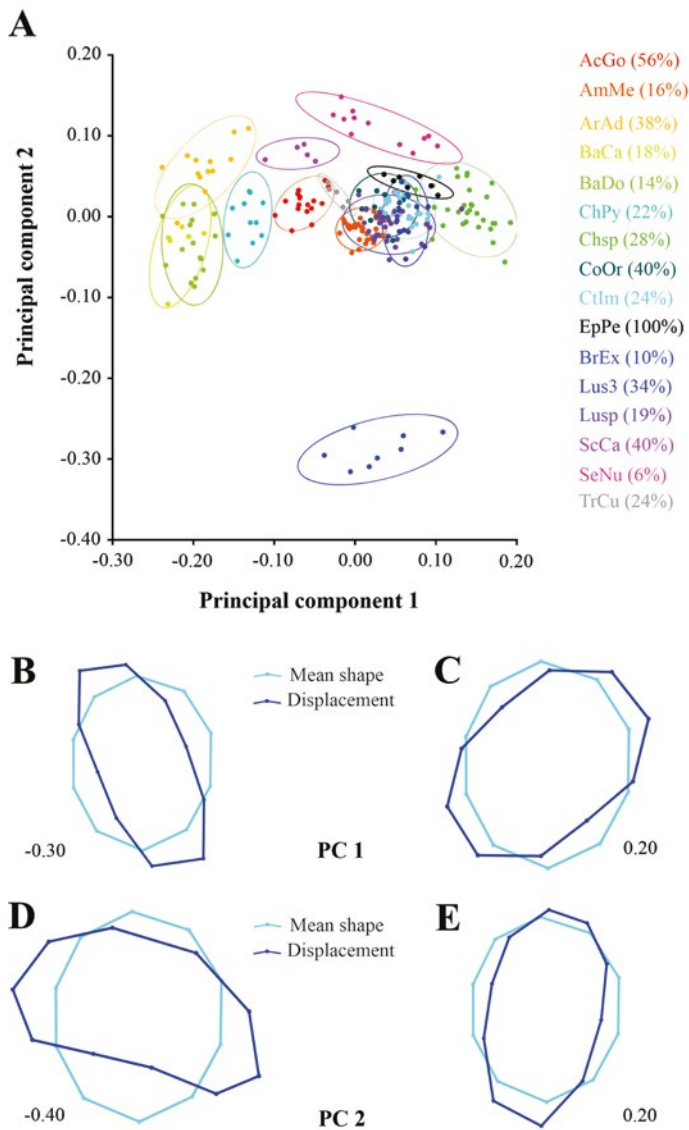 A
0.20
0.10
0.00
-0.10
-0.20
-0.30
-0.40
Principal component 2
-0.30
-0.20
-0.10
0.00
0.10
0.20
Principal component 1
AcGo (56%)
AmMe (16%)
ArAd (38%)
BaCa (18%)
BaDo (14%)
ChPy (22%)
Chsp (28%)
CoOr (40%)
CtIm (24%)
EpPe (100%)
BrEx (10%)
Lus3 (34%)
Lusp (19%)
ScCa (40%)
SeNu (6%)
TrCu (24%)
B
Mean shape
Displacement
C
-0.30
PC 1
0.20
D
Mean shape
Displacement
E
-0.40
PC 2
0.20